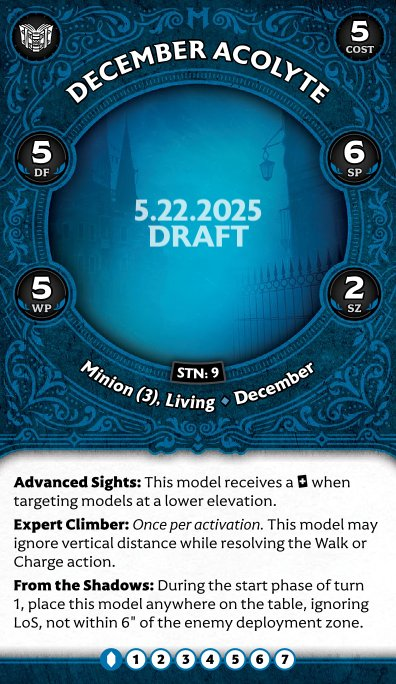 5
COST
DECEMBER ACOLYTE
5
DF
6
SP
5.22.2025
DRAFT
5
WP
2
SZ
STN: 9
Minion (3), Living ◆ December
Advanced Sights: This model receives a 🞣 when
targeting models at a lower elevation.
Expert Climber: Once per activation. This model may
ignore vertical distance while resolving the Walk or
Charge action.
From the Shadows: During the start phase of turn
1, place this model anywhere on the table, ignoring
LoS, not within 6" of the enemy deployment zone.
1 2 3 4 5 6 7